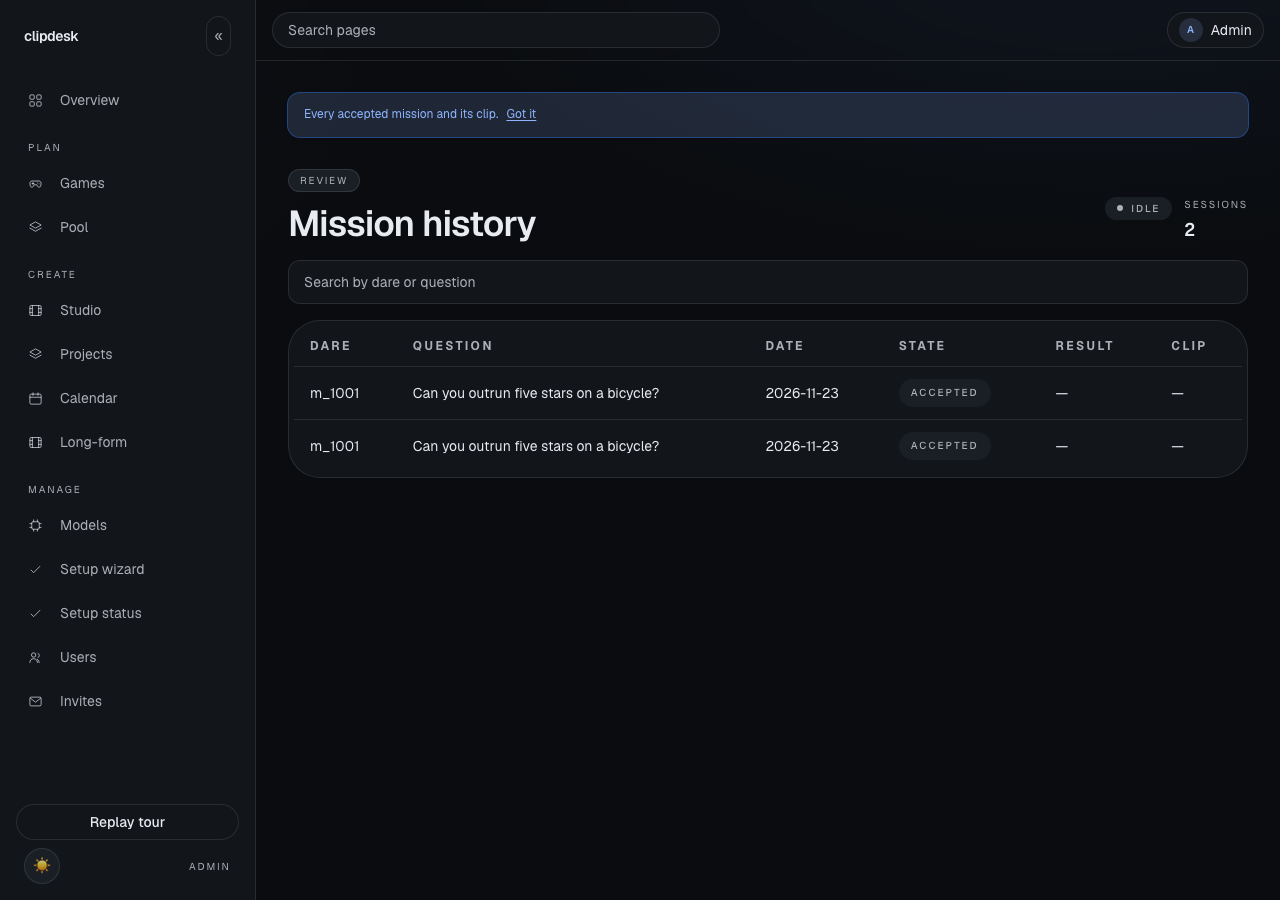 clipdesk
«
Search pages
A
Admin
Overview
PLAN
Games
Pool
CREATE
Studio
Projects
Calendar
Long-form
MANAGE
Models
Setup wizard
Setup status
Users
Invites
Replay tour
ADMIN
Every accepted mission and its clip. Got it
REVIEW
Mission history
IDLE
SESSIONS
2
Search by dare or question
DARE QUESTION DATE STATE RESULT CLIP
m_1001 Can you outrun five stars on a bicycle? 2026-11-23 ACCEPTED — —
m_1001 Can you outrun five stars on a bicycle? 2026-11-23 ACCEPTED — —